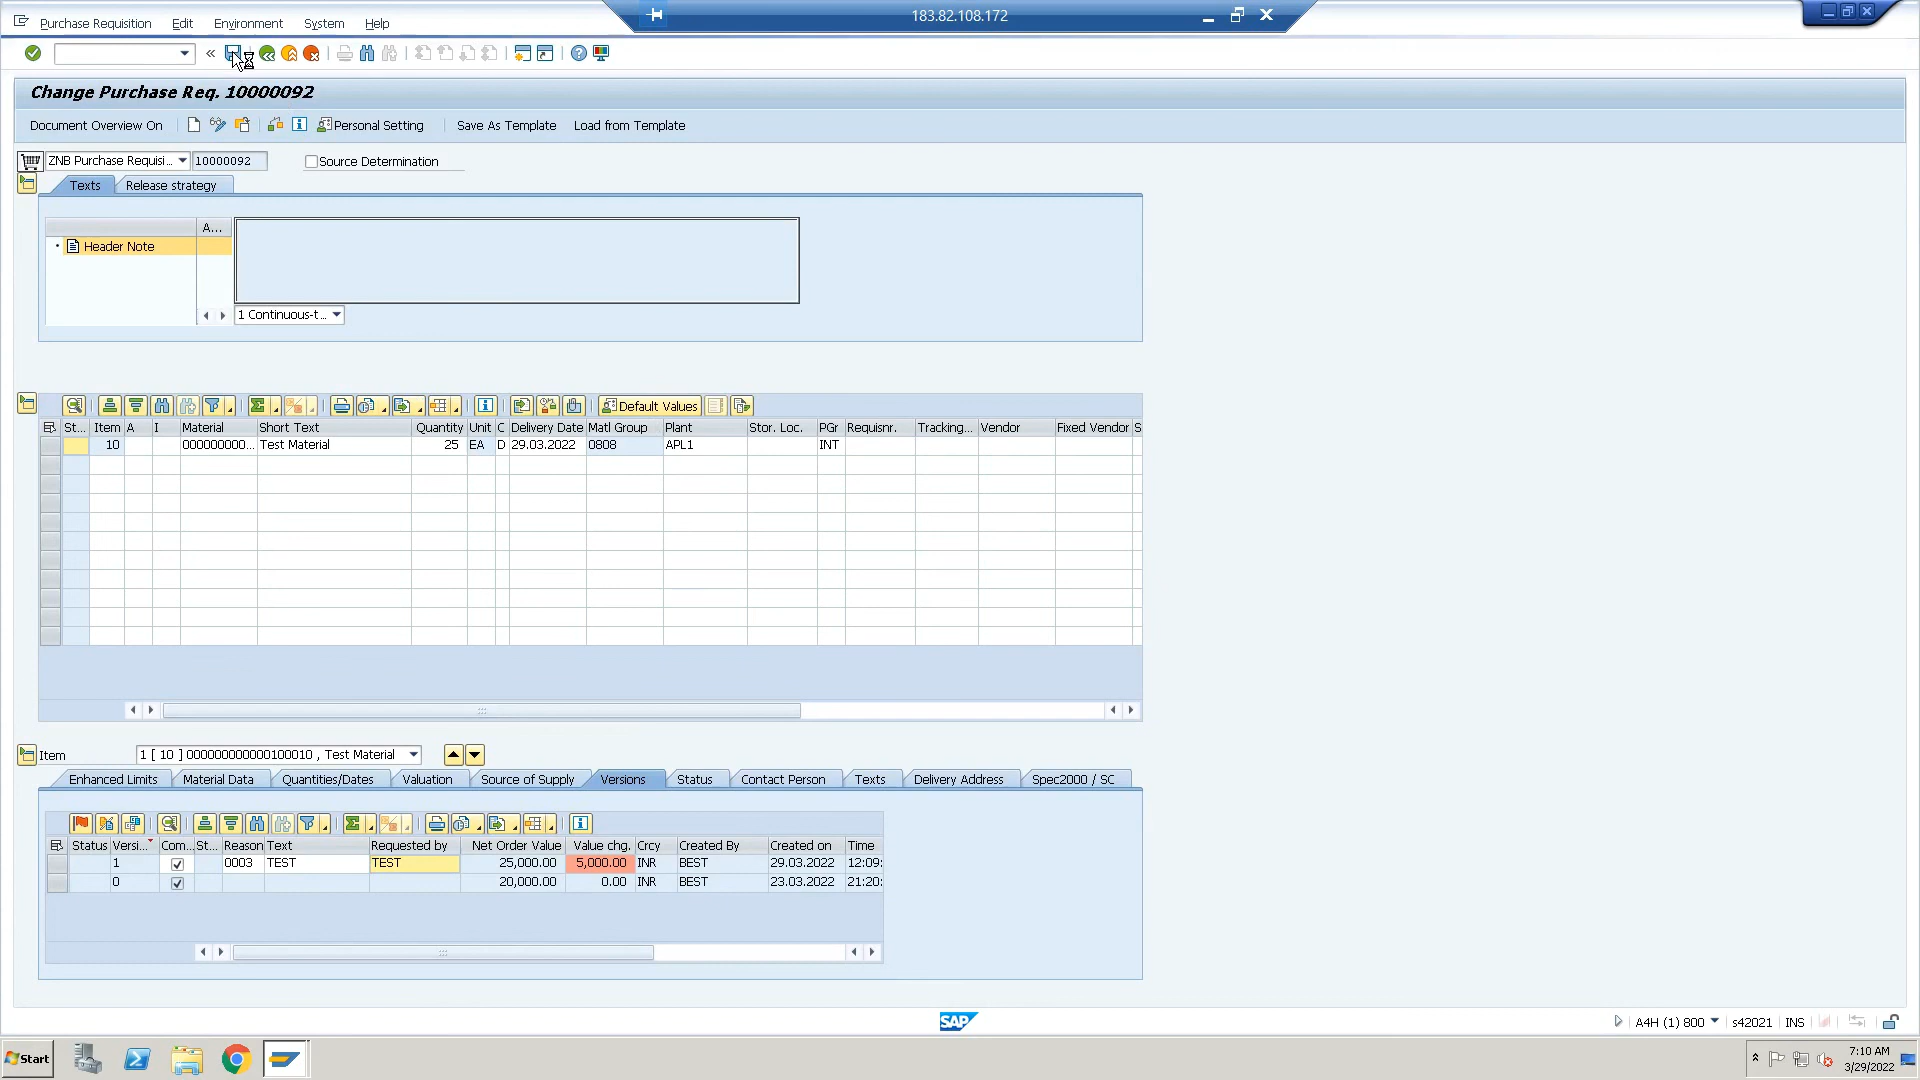 183.82.108.172
Purchase Requisition Edit Environment System Help
Change Purchase Req. 10000092
Document Overview On Personal Setting Save As Template Load from Template
ZNB Purchase Requisi... 10000092 Source Determination
Texts Release strategy
A...
Header Note
1 Continuous-t...
Default Values
St... Item A I Material Short Text Quantity Unit C Delivery Date Matl Group Plant Stor. Loc. PGr Requisnr. Tracking... Vendor Fixed Vendor S
10 000000000... Test Material 25 EA D 29.03.2022 0808 APL1 INT
Item 1 [ 10 ] 000000000000100010 , Test Material
Enhanced Limits Material Data Quantities/Dates Valuation Source of Supply Versions Status Contact Person Texts Delivery Address Spec2000 / SC
Status Versi... Com... St... Reason Text Requested by Net Order Value Value chg. Crcy Created By Created on Time
1 0003 TEST TEST 25,000.00 5,000.00 INR BEST 29.03.2022 12:09:
0 20,000.00 0.00 INR BEST 23.03.2022 21:20:
SAP A4H (1) 800 s42021 INS
Start 7:10 AM
3/29/2022